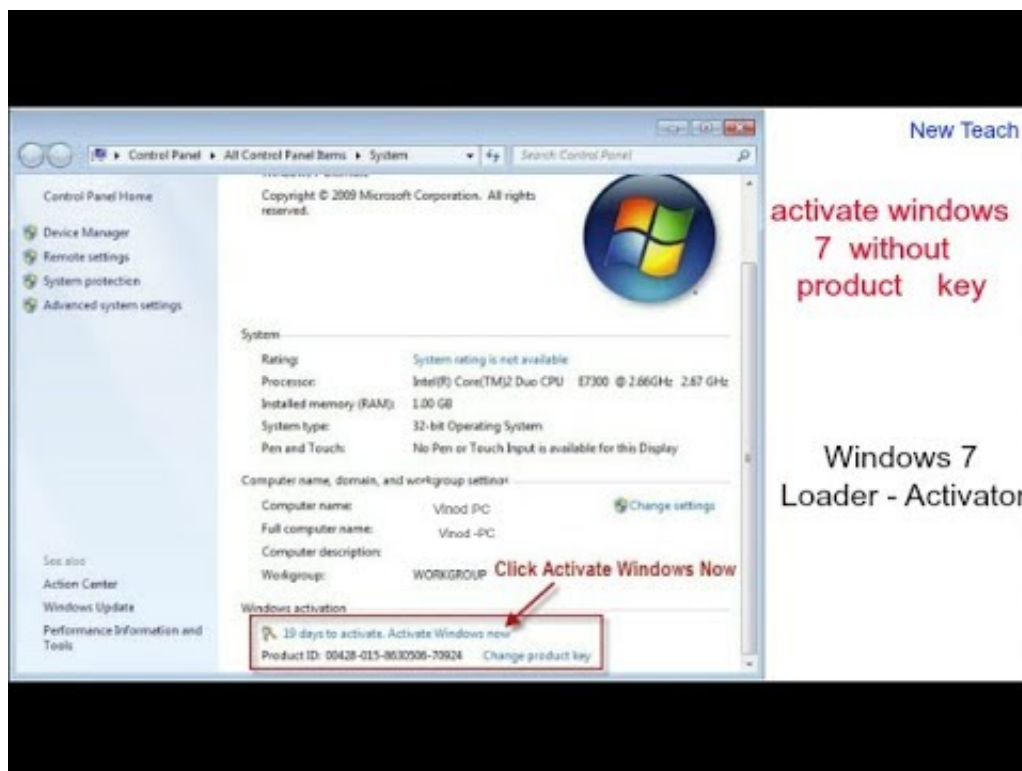 New Teach
Control Panel ▸ All Control Panel Items ▸ System
Search Control Panel
Control Panel Home
Device Manager
Remote settings
System protection
Advanced system settings
See also
Action Center
Windows Update
Performance Information and
Tools
Copyright © 2009 Microsoft Corporation. All rights
reserved.
System
Rating: System rating is not available
Processor: Intel(R) Core(TM)2 Duo CPU E7300 @ 2.66GHz 2.67 GHz
Installed memory (RAM): 1.00 GB
System type: 32-bit Operating System
Pen and Touch: No Pen or Touch Input is available for this Display
Computer name, domain, and workgroup settings
Computer name: Vinod PC Change settings
Full computer name: Vinod -PC
Computer description:
Workgroup: WORKGROUP
Click Activate Windows Now
Windows activation
19 days to activate. Activate Windows now
Product ID: 00428-015-8630506-70924 Change product key
activate windows
7 without
product key
Windows 7
Loader - Activator